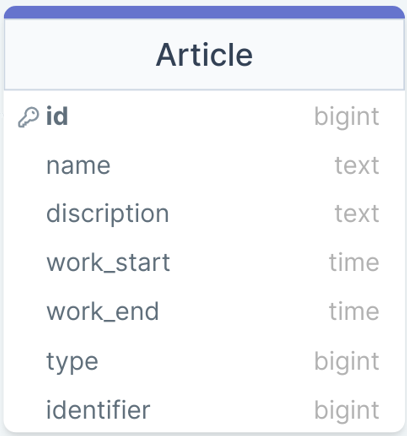 Article
id bigint
name text
discription text
work_start time
work_end time
type bigint
identifier bigint